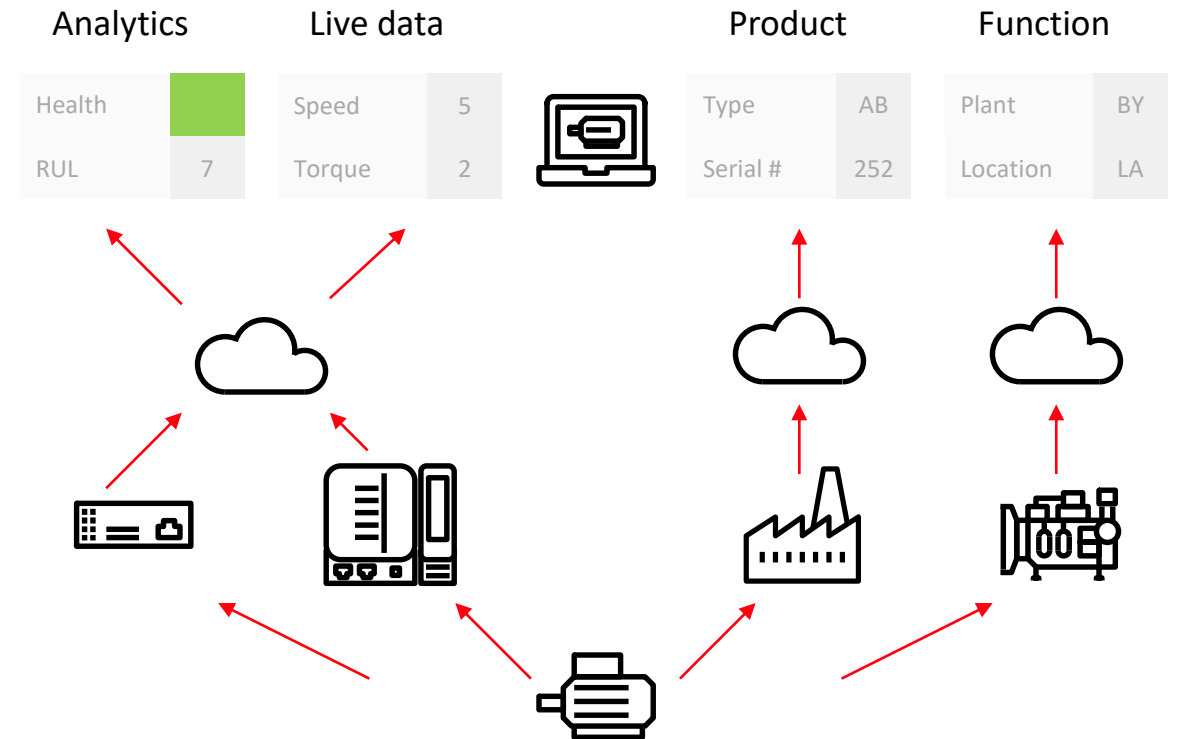 Analytics
Live data
Product
Function
Health
Speed 5
Type AB
Plant BY
RUL 7
Torque 2
Serial # 252
Location LA